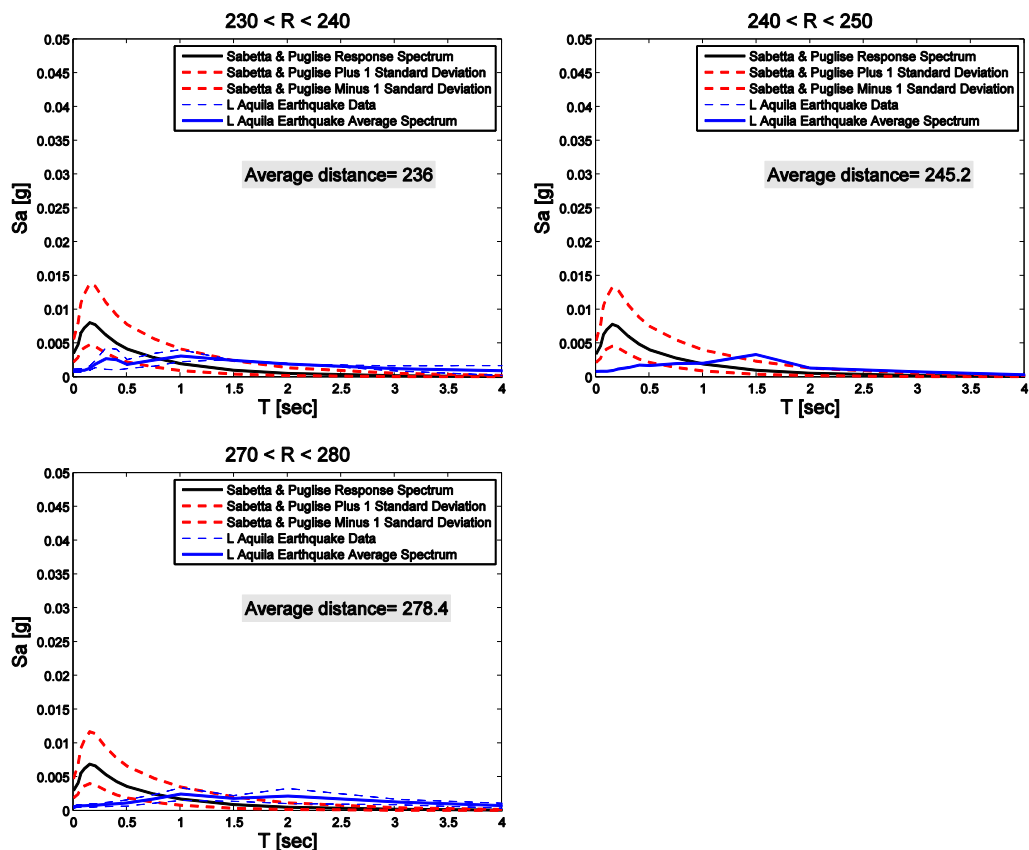 230 < R < 240
0.05
0.045
0.04
0.035
0.03
0.025
0.02
0.015
0.01
0.005
0
Sa [g]
Sabetta & Puglise Response Spectrum
Sabetta & Puglise Plus 1 Standard Deviation
Sabetta & Puglise Minus 1 Sandard Deviation
L Aquila Earthquake Data
L Aquila Earthquake Average Spectrum
Average distance= 236
0 0.5 1 1.5 2 2.5 3 3.5 4
T [sec]
240 < R < 250
0.05
0.045
0.04
0.035
0.03
0.025
0.02
0.015
0.01
0.005
0
Sa [g]
Sabetta & Puglise Response Spectrum
Sabetta & Puglise Plus 1 Standard Deviation
Sabetta & Puglise Minus 1 Sandard Deviation
L Aquila Earthquake Data
L Aquila Earthquake Average Spectrum
Average distance= 245.2
0 0.5 1 1.5 2 2.5 3 3.5 4
T [sec]
270 < R < 280
0.05
0.045
0.04
0.035
0.03
0.025
0.02
0.015
0.01
0.005
0
Sa [g]
Sabetta & Puglise Response Spectrum
Sabetta & Puglise Plus 1 Standard Deviation
Sabetta & Puglise Minus 1 Sandard Deviation
L Aquila Earthquake Data
L Aquila Earthquake Average Spectrum
Average distance= 278.4
0 0.5 1 1.5 2 2.5 3 3.5 4
T [sec]